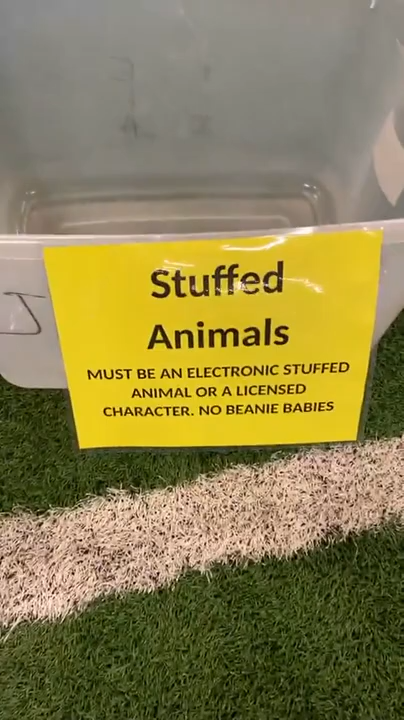 Stuffed
Animals
MUST BE AN ELECTRONIC STUFFED
ANIMAL OR A LICENSED
CHARACTER. NO BEANIE BABIES